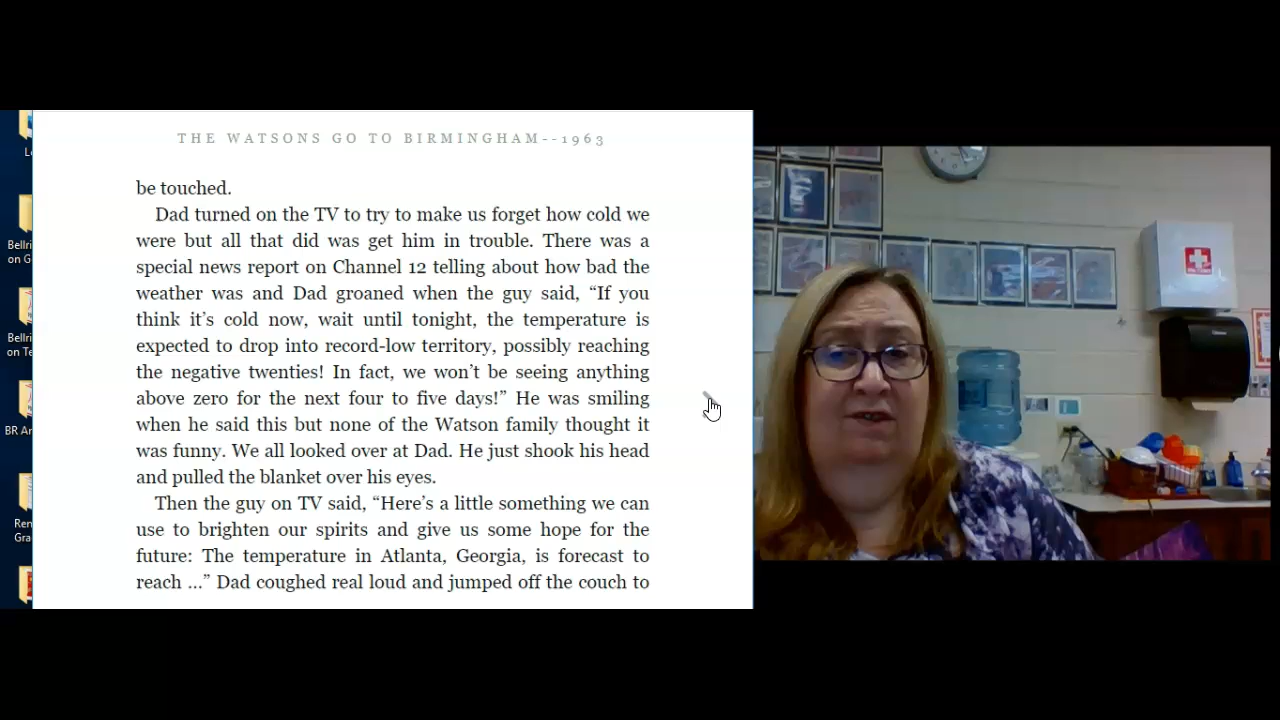 THE WATSONS GO TO BIRMINGHAM--1963
be touched.
Dad turned on the TV to try to make us forget how cold we
were but all that did was get him in trouble. There was a
special news report on Channel 12 telling about how bad the
weather was and Dad groaned when the guy said, “If you
think it’s cold now, wait until tonight, the temperature is
expected to drop into record-low territory, possibly reaching
the negative twenties! In fact, we won’t be seeing anything
above zero for the next four to five days!” He was smiling
when he said this but none of the Watson family thought it
was funny. We all looked over at Dad. He just shook his head
and pulled the blanket over his eyes.
Then the guy on TV said, “Here’s a little something we can
use to brighten our spirits and give us some hope for the
future: The temperature in Atlanta, Georgia, is forecast to
reach ...” Dad coughed real loud and jumped off the couch to
Bellri
on G
Bellri
on Te
BR Ar
Ren
Gra